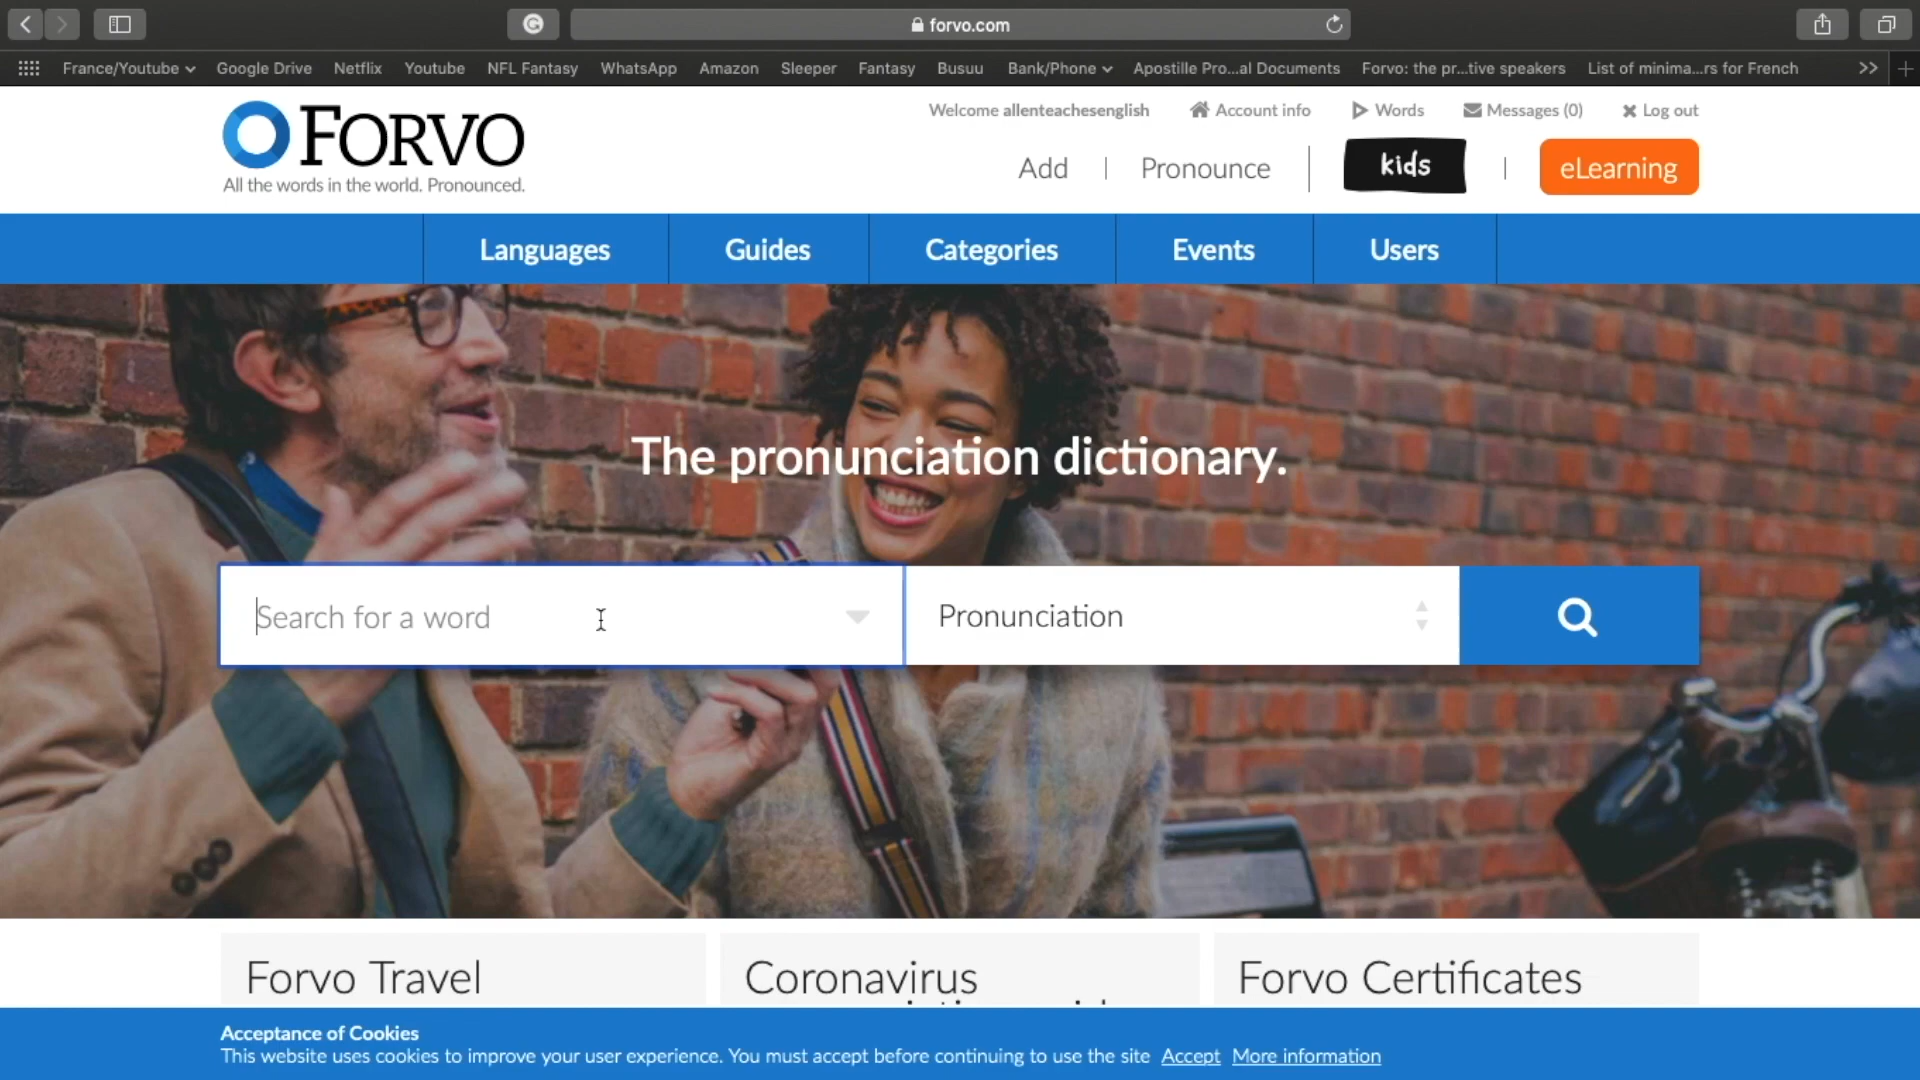 forvo.com
France/Youtube
Google Drive
Netflix
Youtube
NFL Fantasy
WhatsApp
Amazon
Sleeper
Fantasy
Busuu
Bank/Phone
Apostille Pro...al Documents
Forvo: the pr...tive speakers
List of minima...rs for French
>>
Welcome allenteachesenglish
Account info
Words
Messages (0)
Log out
FORVO
All the words in the world. Pronounced.
Add | Pronounce | kids | eLearning
Languages
Guides
Categories
Events
Users
The pronunciation dictionary.
Search for a word
Pronunciation
Forvo Travel
Coronavirus
Forvo Certificates
Acceptance of Cookies
This website uses cookies to improve your user experience. You must accept before continuing to use the site Accept More information